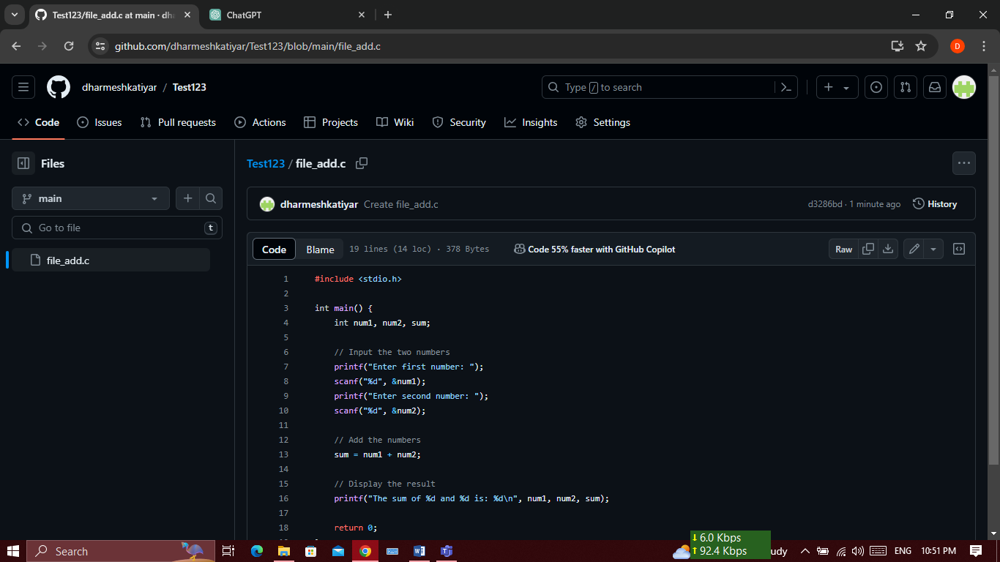 Test123/file_add.c at main · dh
ChatGPT
github.com/dharmeshkatiyar/Test123/blob/main/file_add.c
D
dharmeshkatiyar / Test123
Type / to search
Code Issues Pull requests Actions Projects Wiki Security Insights Settings
Files
Test123 / file_add.c
main
dharmeshkatiyar Create file_add.c
d3286bd · 1 minute ago History
Go to file t
Code Blame 19 lines (14 loc) · 378 Bytes Code 55% faster with GitHub Copilot Raw
file_add.c
1 #include <stdio.h>
2
3 int main() {
4 int num1, num2, sum;
5
6 // Input the two numbers
7 printf("Enter first number: ");
8 scanf("%d", &num1);
9 printf("Enter second number: ");
10 scanf("%d", &num2);
11
12 // Add the numbers
13 sum = num1 + num2;
14
15 // Display the result
16 printf("The sum of %d and %d is: %d\n", num1, num2, sum);
17
18 return 0;
Search
6.0 Kbps
92.4 Kbps
udy
ENG 10:51 PM